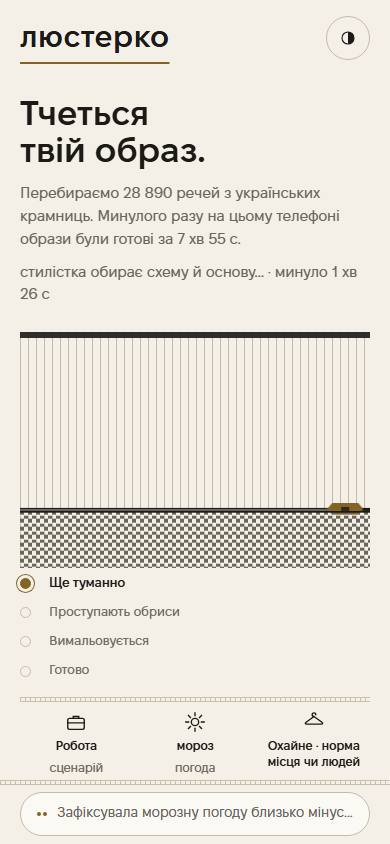 люстерко
Тчеться
твій образ.
Перебираємо 28 890 речей з українських
крамниць. Минулого разу на цьому телефоні
образи були готові за 7 хв 55 с.
стилістка обирає схему й основу... · минуло 1 хв
26 с
Ще туманно
Проступають обриси
Вимальовується
Готово
Робота
сценарій
мороз
погода
Охайне · норма
місця чи людей
Зафіксувала морозну погоду близько мінус...